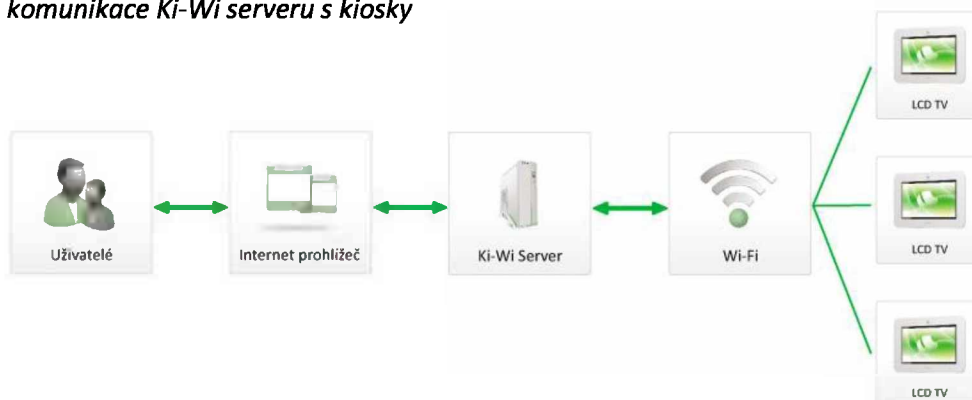 komunikace Ki-Wi serveru s kiosky
LCD TV
Uživatelé
Internet prohlížeč
Ki-Wi Server
Wi-Fi
LCD TV
LCD TV